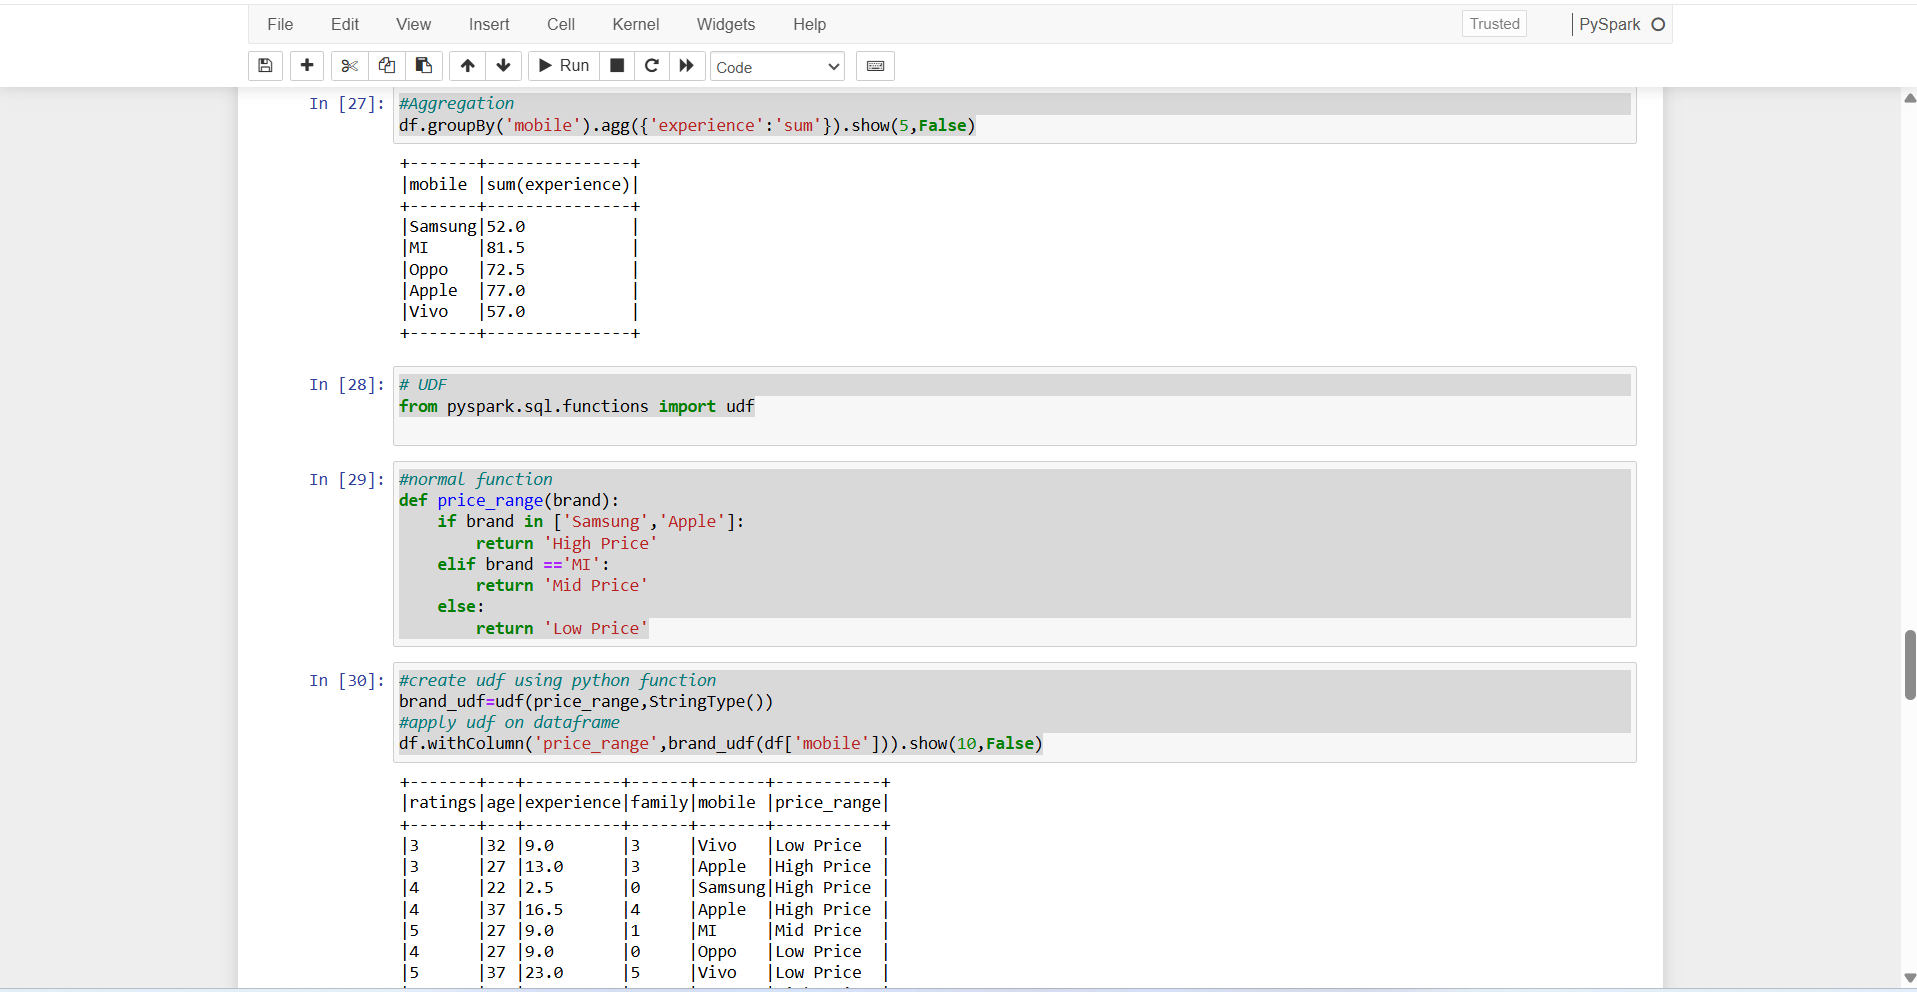 File Edit View Insert Cell Kernel Widgets Help Trusted PySpark
Run Code
In [27]: #Aggregation
df.groupBy('mobile').agg({'experience':'sum'}).show(5,False)
+-------+---------------+
|mobile |sum(experience)|
+-------+---------------+
|Samsung|52.0           |
|MI     |81.5           |
|Oppo   |72.5           |
|Apple  |77.0           |
|Vivo   |57.0           |
+-------+---------------+
In [28]: # UDF
from pyspark.sql.functions import udf
In [29]: #normal function
def price_range(brand):
    if brand in ['Samsung','Apple']:
        return 'High Price'
    elif brand =='MI':
        return 'Mid Price'
    else:
        return 'Low Price'
In [30]: #create udf using python function
brand_udf=udf(price_range,StringType())
#apply udf on dataframe
df.withColumn('price_range',brand_udf(df['mobile'])).show(10,False)
+-------+---+----------+------+-------+-----------+
|ratings|age|experience|family|mobile |price_range|
+-------+---+----------+------+-------+-----------+
|3      |32 |9.0       |3     |Vivo   |Low Price  |
|3      |27 |13.0      |3     |Apple  |High Price |
|4      |22 |2.5       |0     |Samsung|High Price |
|4      |37 |16.5      |4     |Apple  |High Price |
|5      |27 |9.0       |1     |MI     |Mid Price  |
|4      |27 |9.0       |0     |Oppo   |Low Price  |
|5      |37 |23.0      |5     |Vivo   |Low Price  |